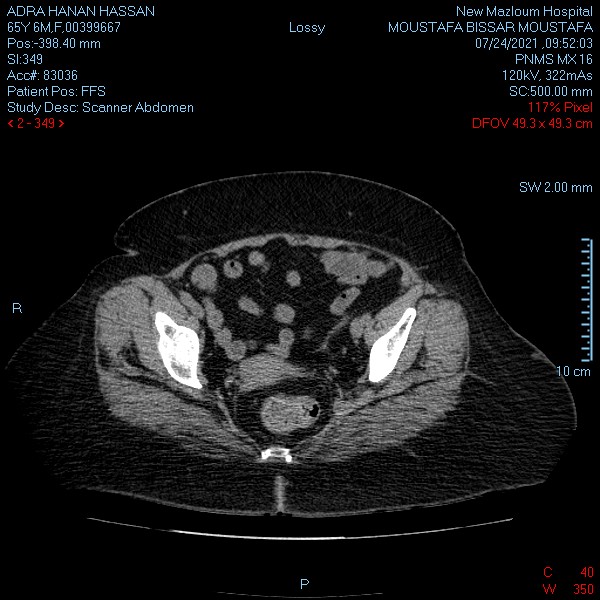 ADRA HANAN HASSAN
65Y 6M,F,00399667
Pos:-398.40 mm
SI:349
Acc#: 83036
Patient Pos: FFS
Study Desc: Scanner Abdomen
< 2 - 349 >
Lossy
New Mazloum Hospital
MOUSTAFA BISSAR MOUSTAFA
07/24/2021 ,09:52:03
PNMS MX 16
120kV, 322mAs
SC:500.00 mm
117% Pixel
DFOV 49.3 x 49.3 cm
SW 2.00 mm
R
10 cm
P
C 40
W 350